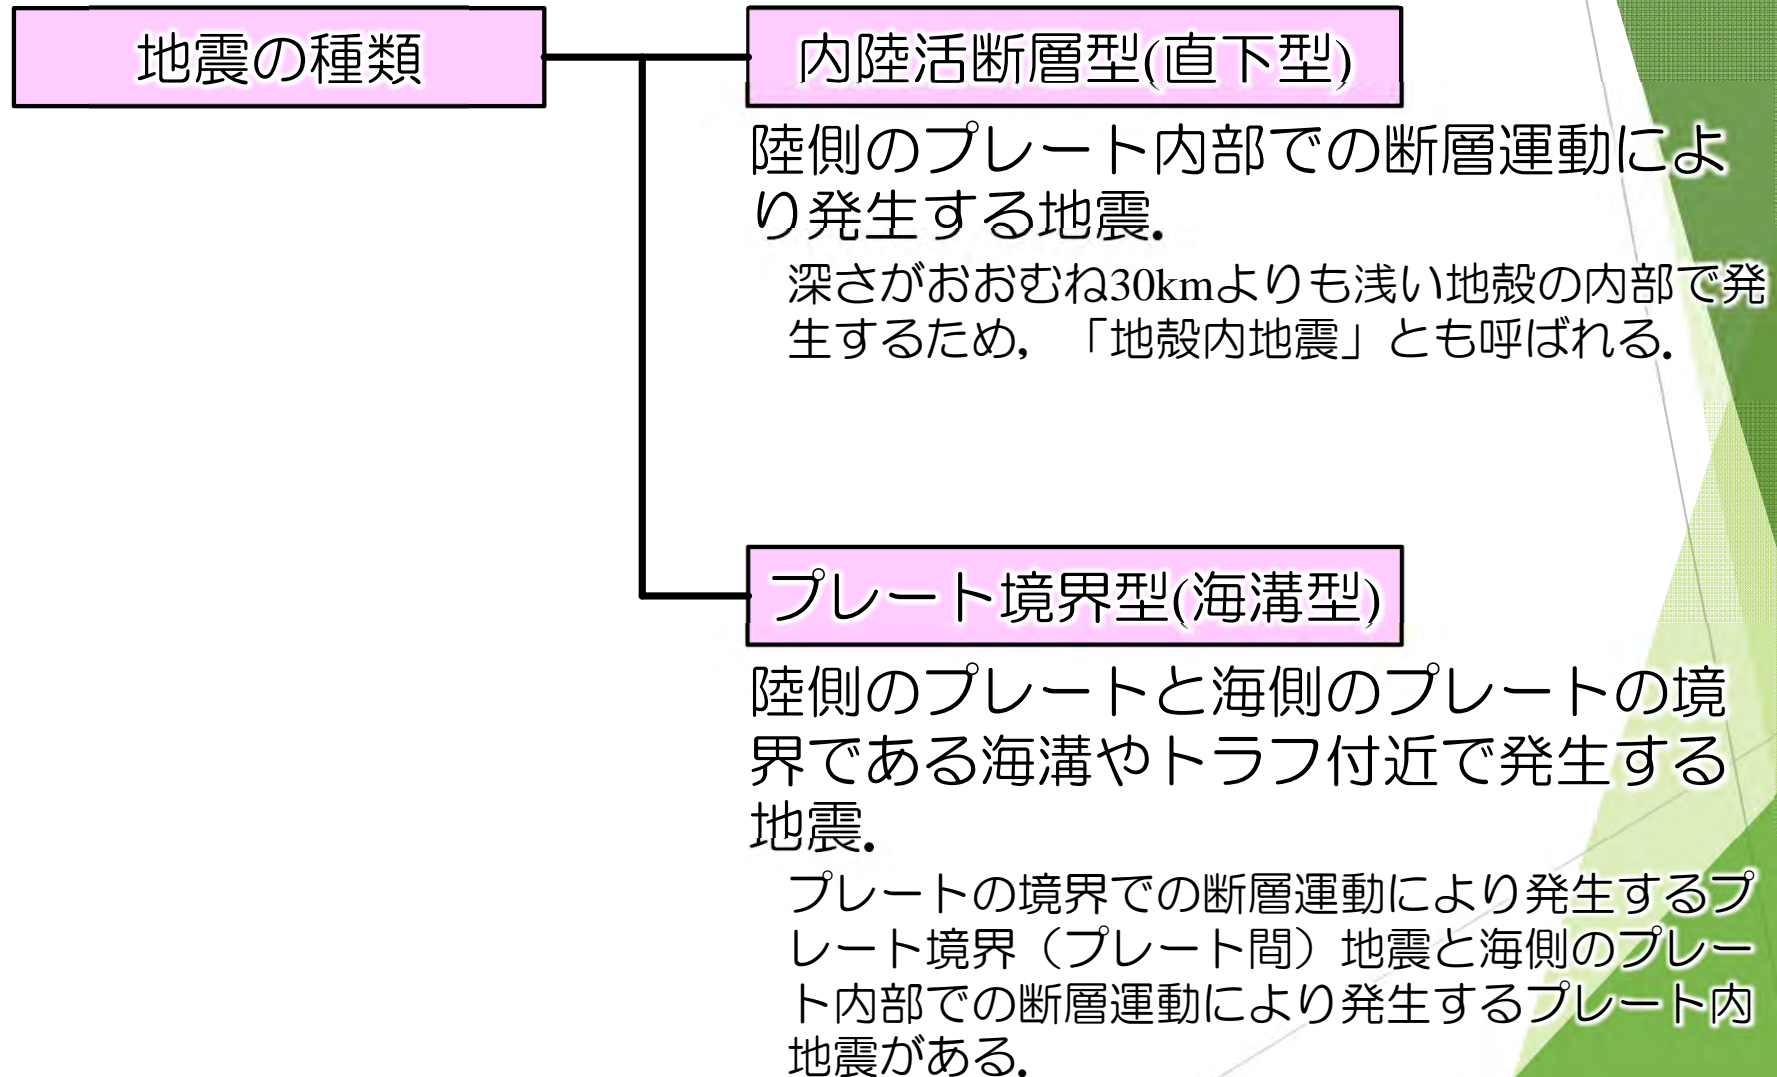 地震の種類
内陸活断層型(直下型)
陸側のプレート内部での断層運動によ
り発生する地震.
深さがおおむね30kmよりも浅い地殻の内部で発
生するため，「地殻内地震」とも呼ばれる.
プレート境界型(海溝型)
陸側のプレートと海側のプレートの境
界である海溝やトラフ付近で発生する
地震.
プレートの境界での断層運動により発生するプ
レート境界（プレート間）地震と海側のプレー
ト内部での断層運動により発生するプレート内
地震がある.